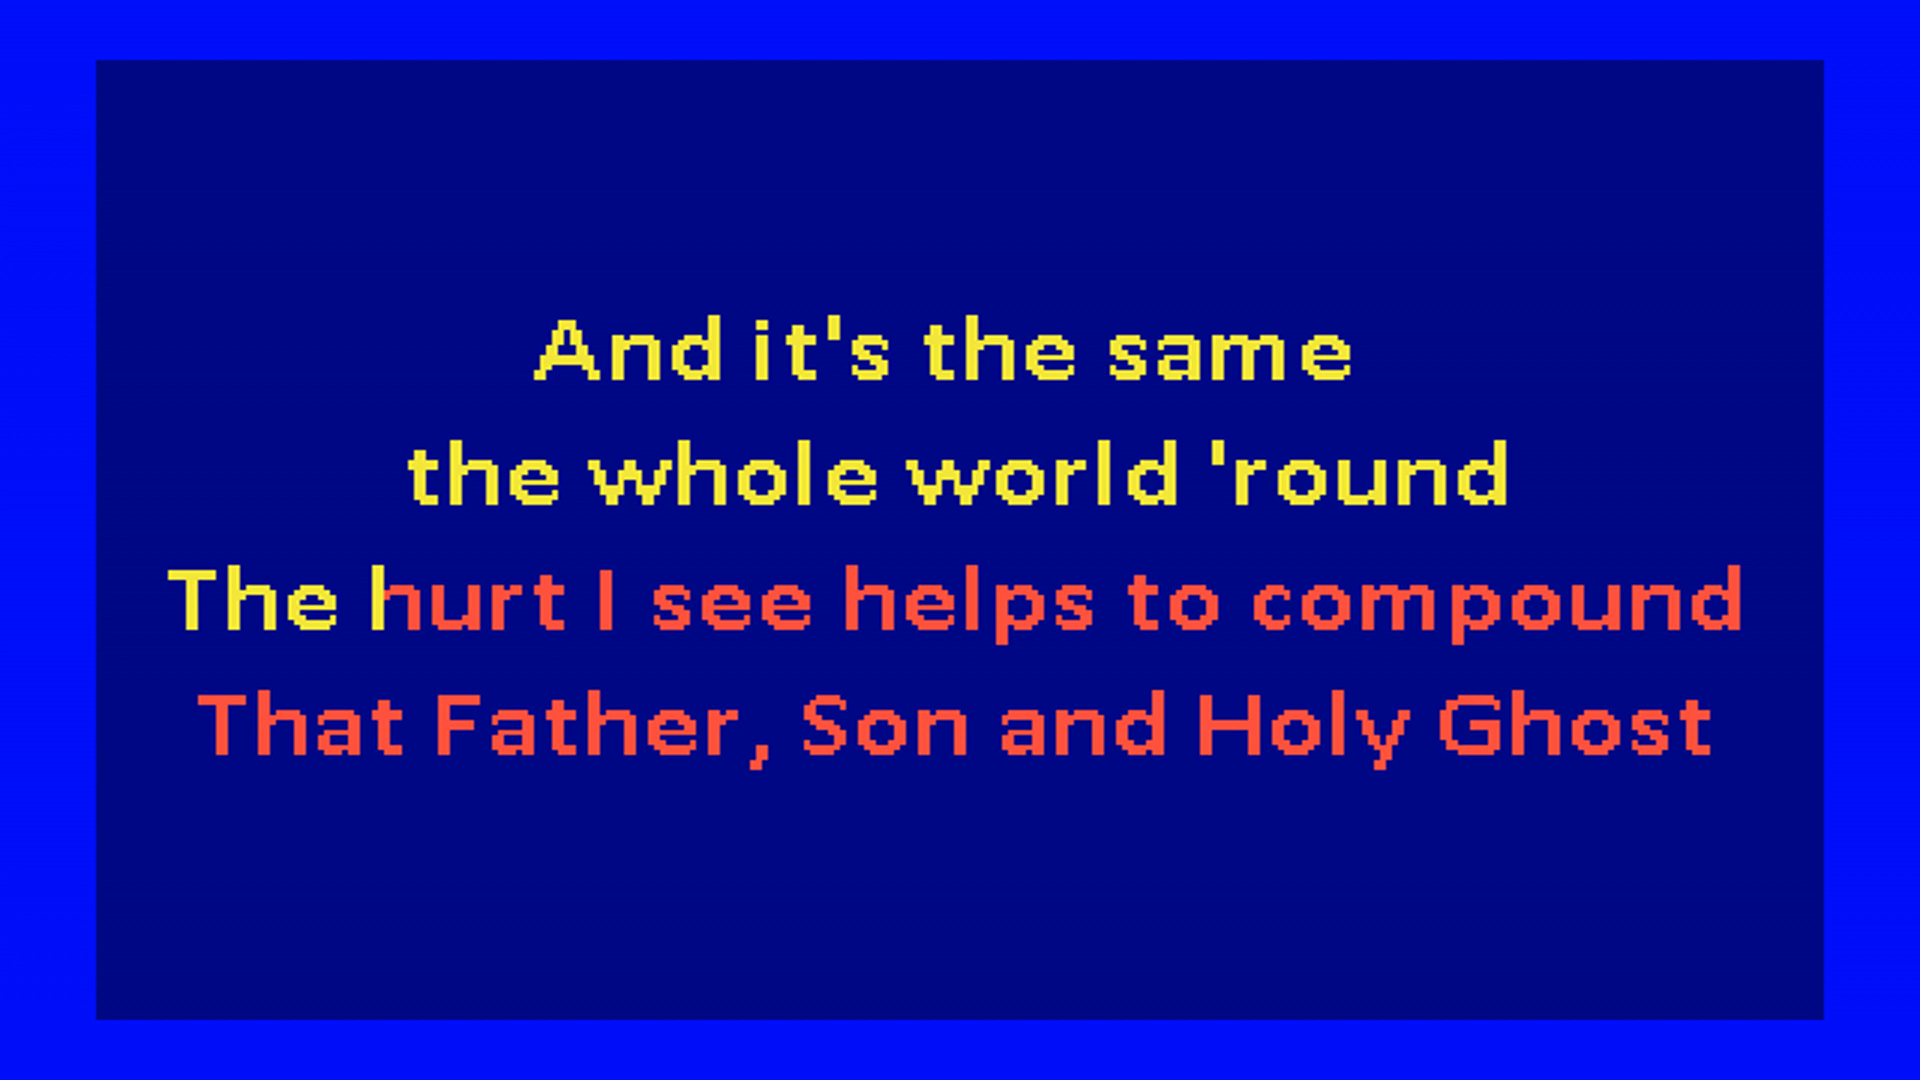 And it's the same
the whole world 'round
The hurt I see helps to compound
That Father, Son and Holy Ghost